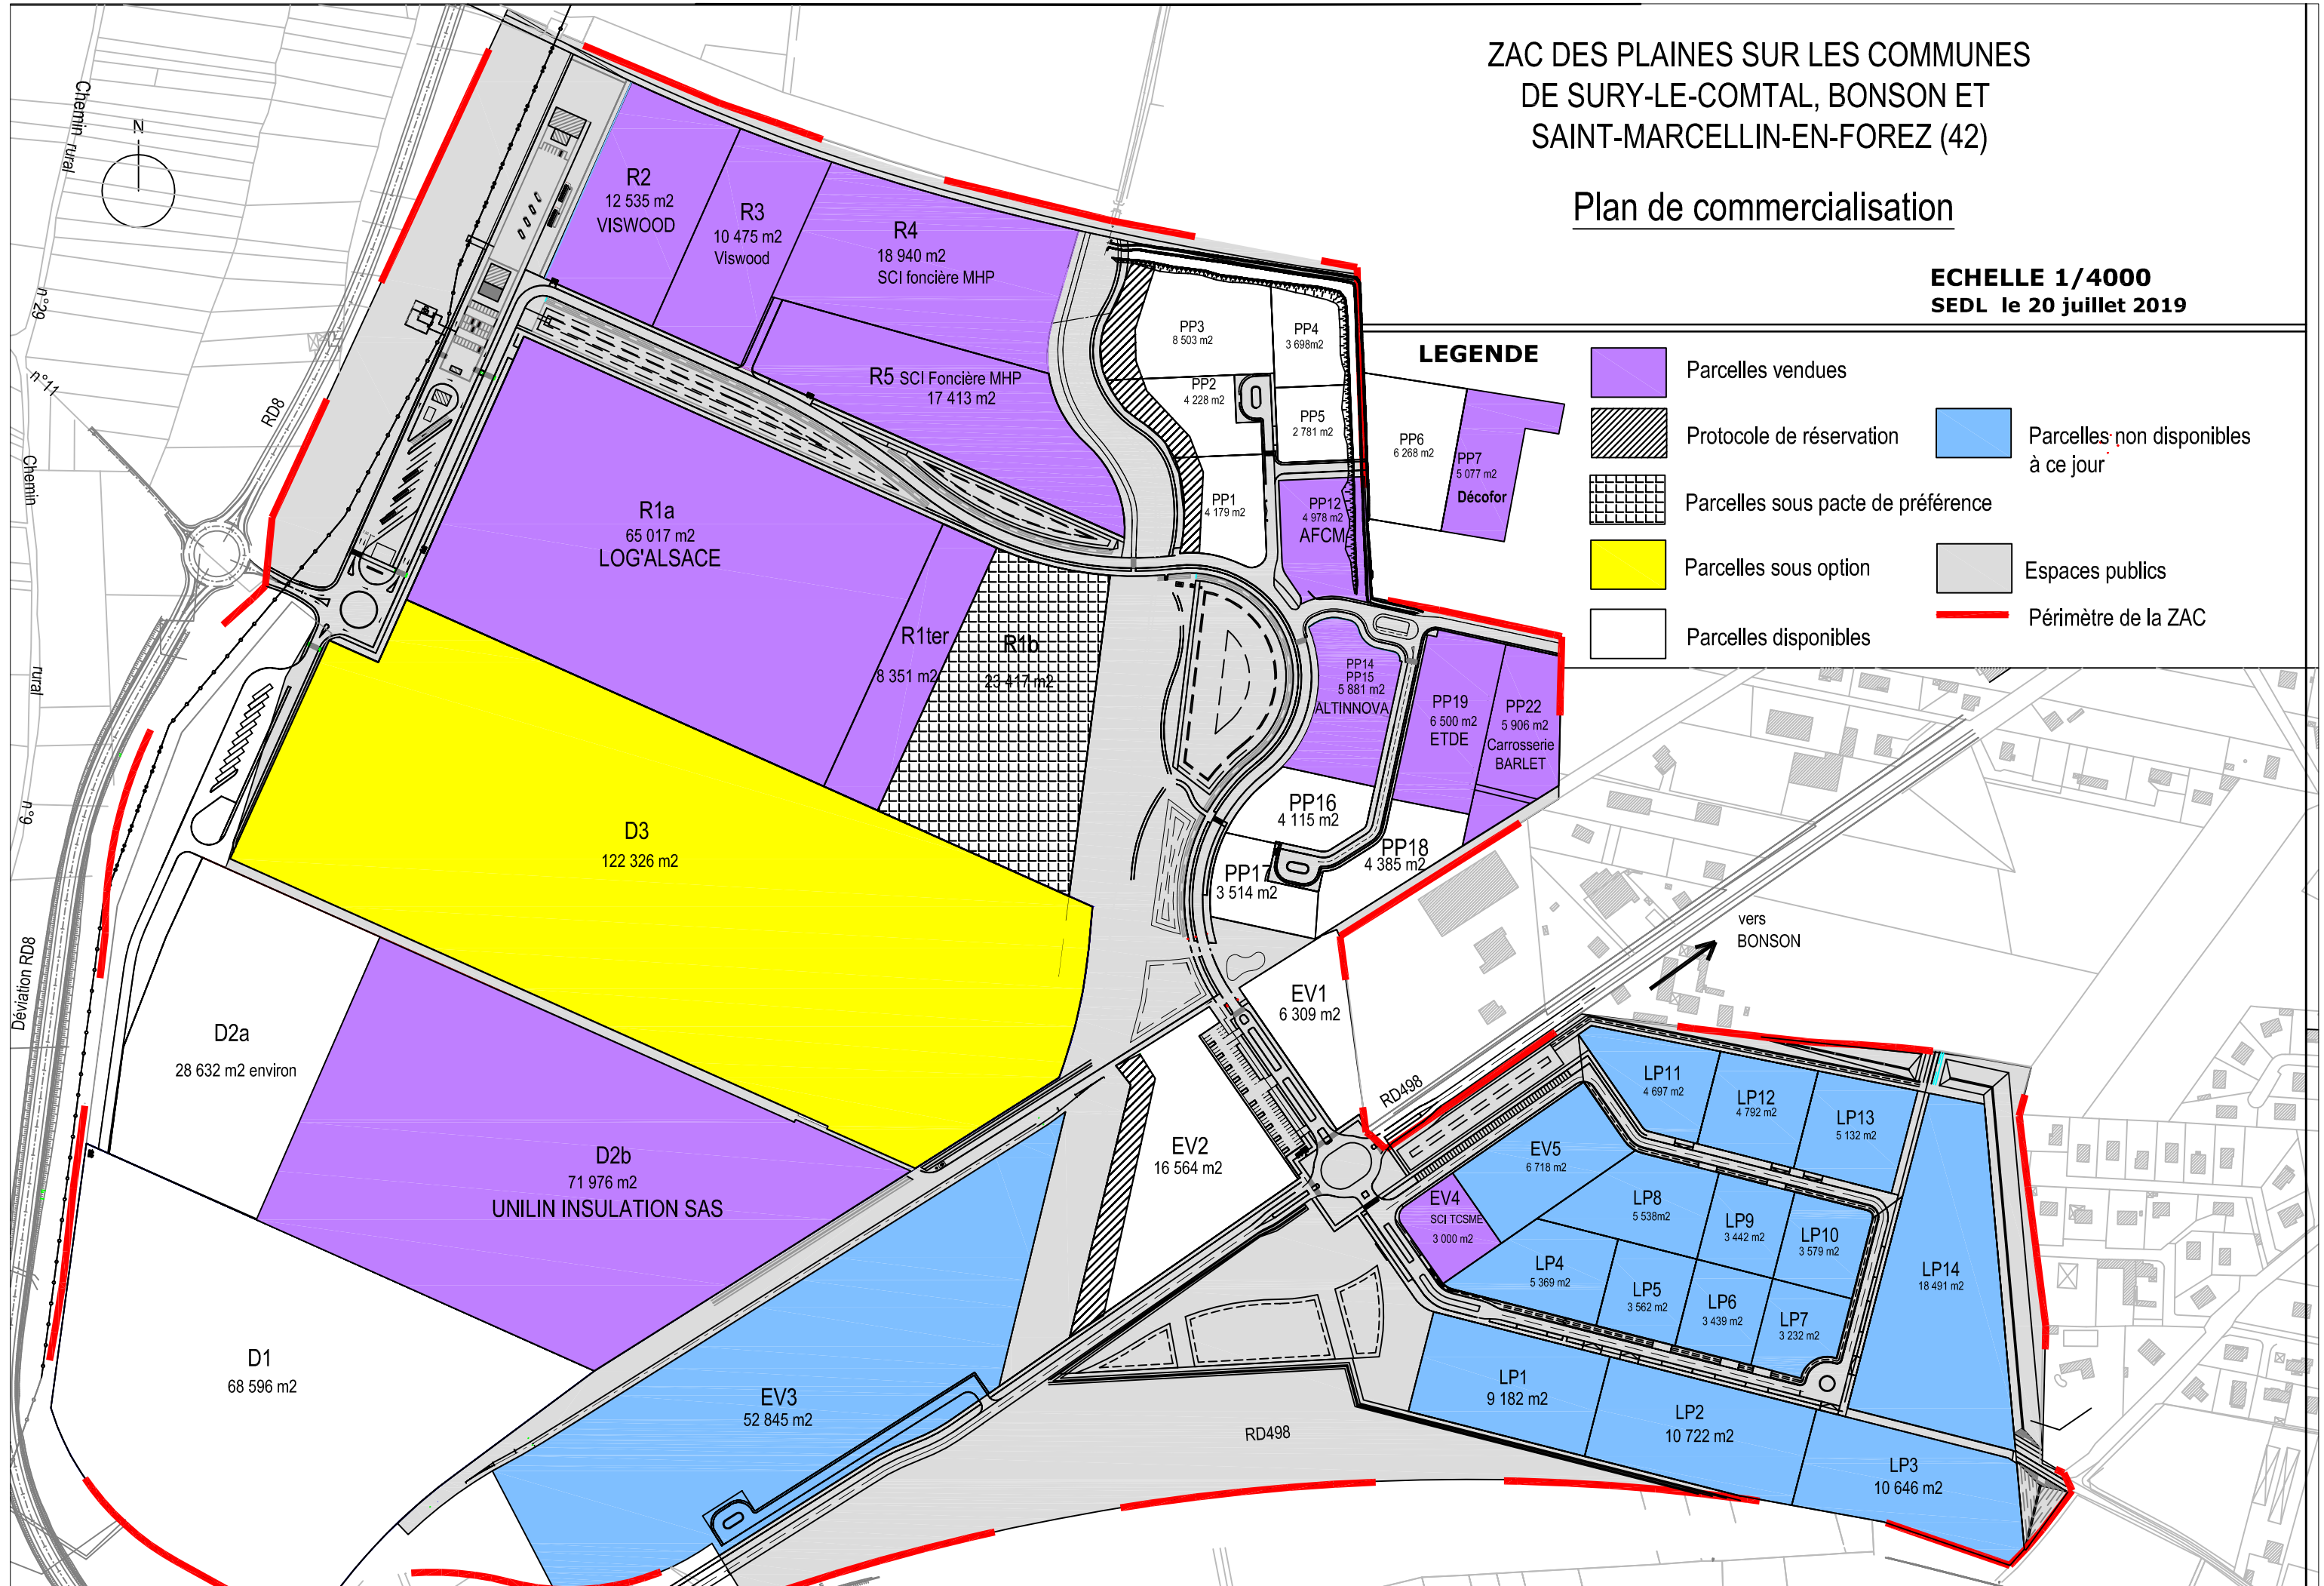 ZAC DES PLAINES SUR LES COMMUNES
DE SURY-LE-COMTAL, BONSON ET
SAINT-MARCELLIN-EN-FOREZ (42)
Plan de commercialisation
ECHELLE 1/4000
SEDL le 20 juillet 2019
LEGENDE
Parcelles vendues
Protocole de réservation
Parcelles non disponibles
à ce jour
Parcelles sous pacte de préférence
Parcelles sous option
Espaces publics
Parcelles disponibles
Périmètre de la ZAC
N
Chemin rural
n°29
n°11
RD8
Chemin
rural
n°9
Déviation RD8
R2
12 535 m2
VISWOOD
R3
10 475 m2
Viswood
R4
18 940 m2
SCI foncière MHP
R5 SCI Foncière MHP
17 413 m2
R1a
65 017 m2
LOG'ALSACE
R1ter
8 351 m2
R1b
23 417 m2
PP3
8 503 m2
PP4
3 698m2
PP2
4 228 m2
PP5
2 781 m2
PP1
4 179 m2
PP12
4 978 m2
AFCM
PP6
6 268 m2
PP7
5 077 m2
Décofor
PP14
PP15
5 881 m2
ALTINNOVA
PP19
6 500 m2
ETDE
PP22
5 906 m2
Carrosserie
BARLET
PP16
4 115 m2
PP18
4 385 m2
PP17
3 514 m2
D3
122 326 m2
D2a
28 632 m2 environ
D2b
71 976 m2
UNILIN INSULATION SAS
D1
68 596 m2
EV1
6 309 m2
EV2
16 564 m2
EV3
52 845 m2
vers
BONSON
RD498
RD498
EV5
6 718 m2
EV4
SCI TCSME
3 000 m2
LP11
4 697 m2
LP12
4 792 m2
LP13
5 132 m2
LP8
5 538m2
LP9
3 442 m2
LP10
3 579 m2
LP4
5 369 m2
LP5
3 562 m2
LP6
3 439 m2
LP7
3 232 m2
LP14
18 491 m2
LP1
9 182 m2
LP2
10 722 m2
LP3
10 646 m2